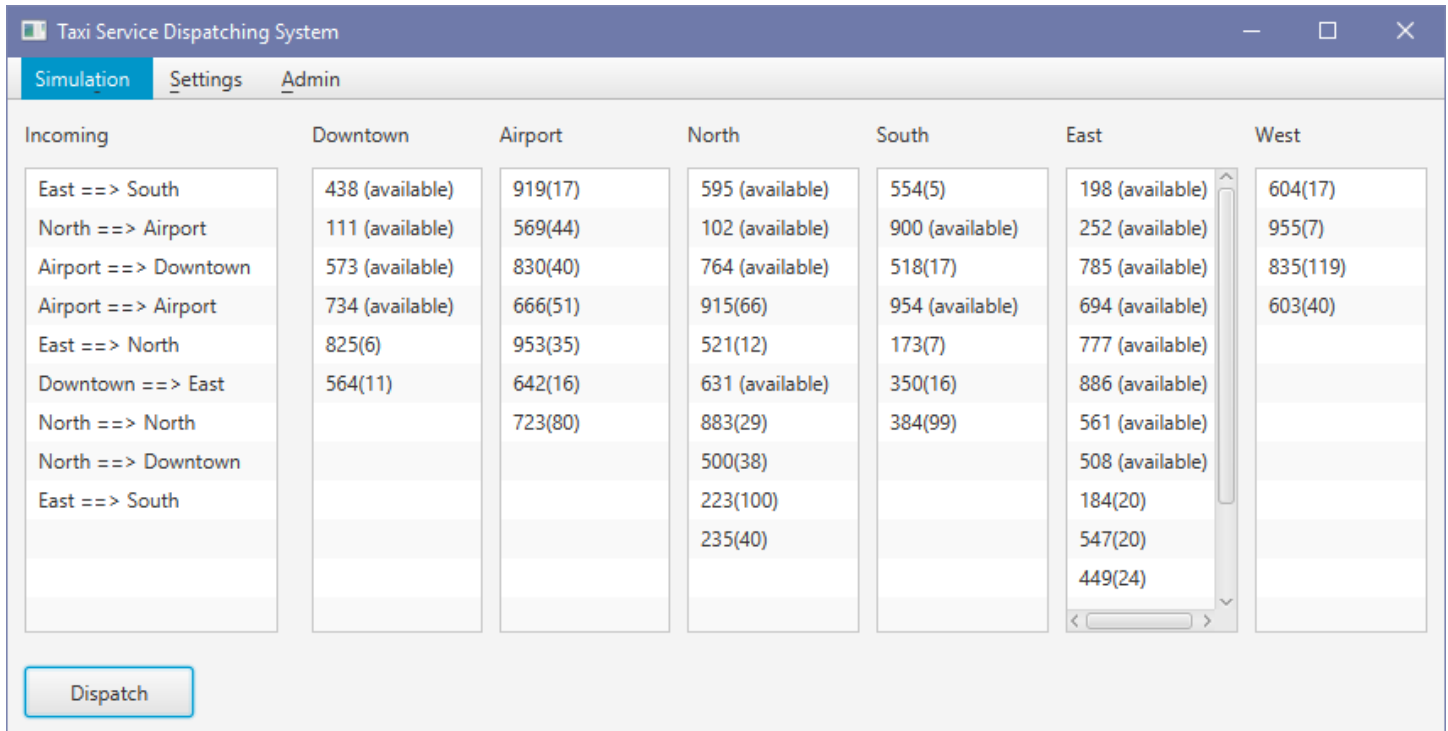 Taxi Service Dispatching System
Simulation Settings Admin
Incoming Downtown Airport North South East West
East ==> South 438 (available) 919(17) 595 (available) 554(5) 198 (available) 604(17)
North ==> Airport 111 (available) 569(44) 102 (available) 900 (available) 252 (available) 955(7)
Airport ==> Downtown 573 (available) 830(40) 764 (available) 518(17) 785 (available) 835(119)
Airport ==> Airport 734 (available) 666(51) 915(66) 954 (available) 694 (available) 603(40)
East ==> North 825(6) 953(35) 521(12) 173(7) 777 (available)
Downtown ==> East 564(11) 642(16) 631 (available) 350(16) 886 (available)
North ==> North 723(80) 883(29) 384(99) 561 (available)
North ==> Downtown 500(38) 508 (available)
East ==> South 223(100) 184(20)
235(40) 547(20)
449(24)
Dispatch